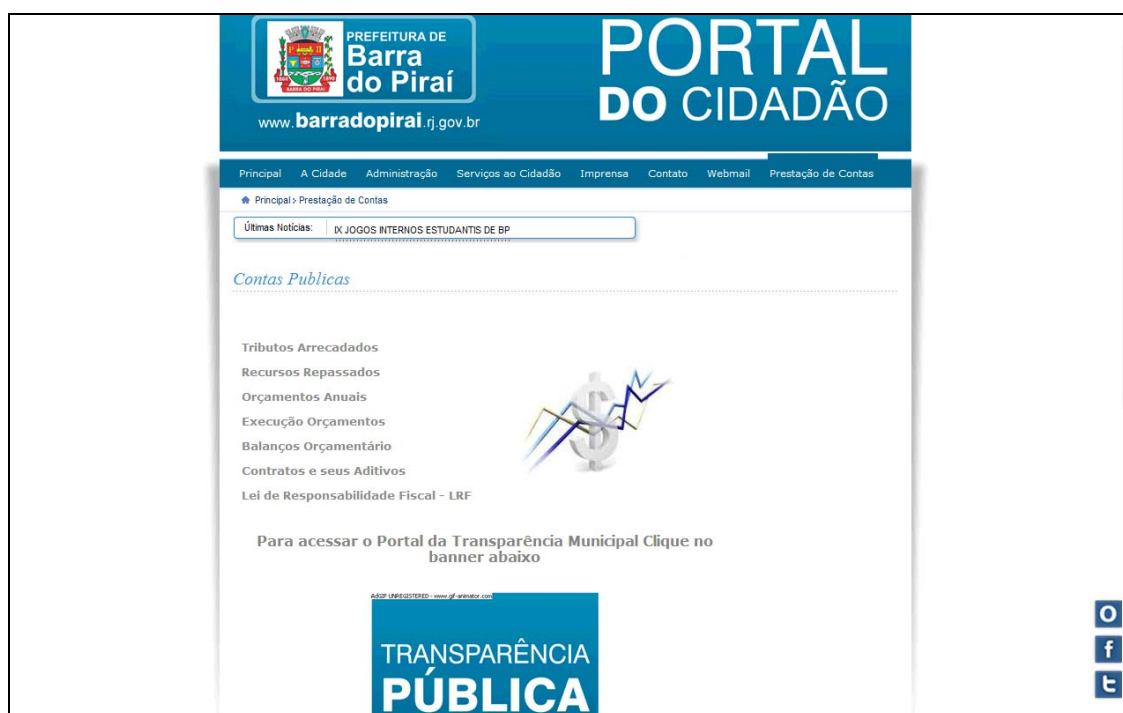 PREFEITURA DE
Barra
do Piraí
www.barradopirai.rj.gov.br
PORTAL
DO CIDADÃO
Principal A Cidade Administração Serviços ao Cidadão Imprensa Contato Webmail Prestação de Contas
Principal > Prestação de Contas
Últimas Notícias: IX JOGOS INTERNOS ESTUDANTIS DE BP
Contas Publicas
Tributos Arrecadados
Recursos Repassados
Orçamentos Anuais
Execução Orçamentos
Balanços Orçamentário
Contratos e seus Aditivos
Lei de Responsabilidade Fiscal - LRF
Para acessar o Portal da Transparência Municipal Clique no
banner abaixo
AdGIF UNREGISTERED - www.gif-animator.com
TRANSPARÊNCIA
PÚBLICA